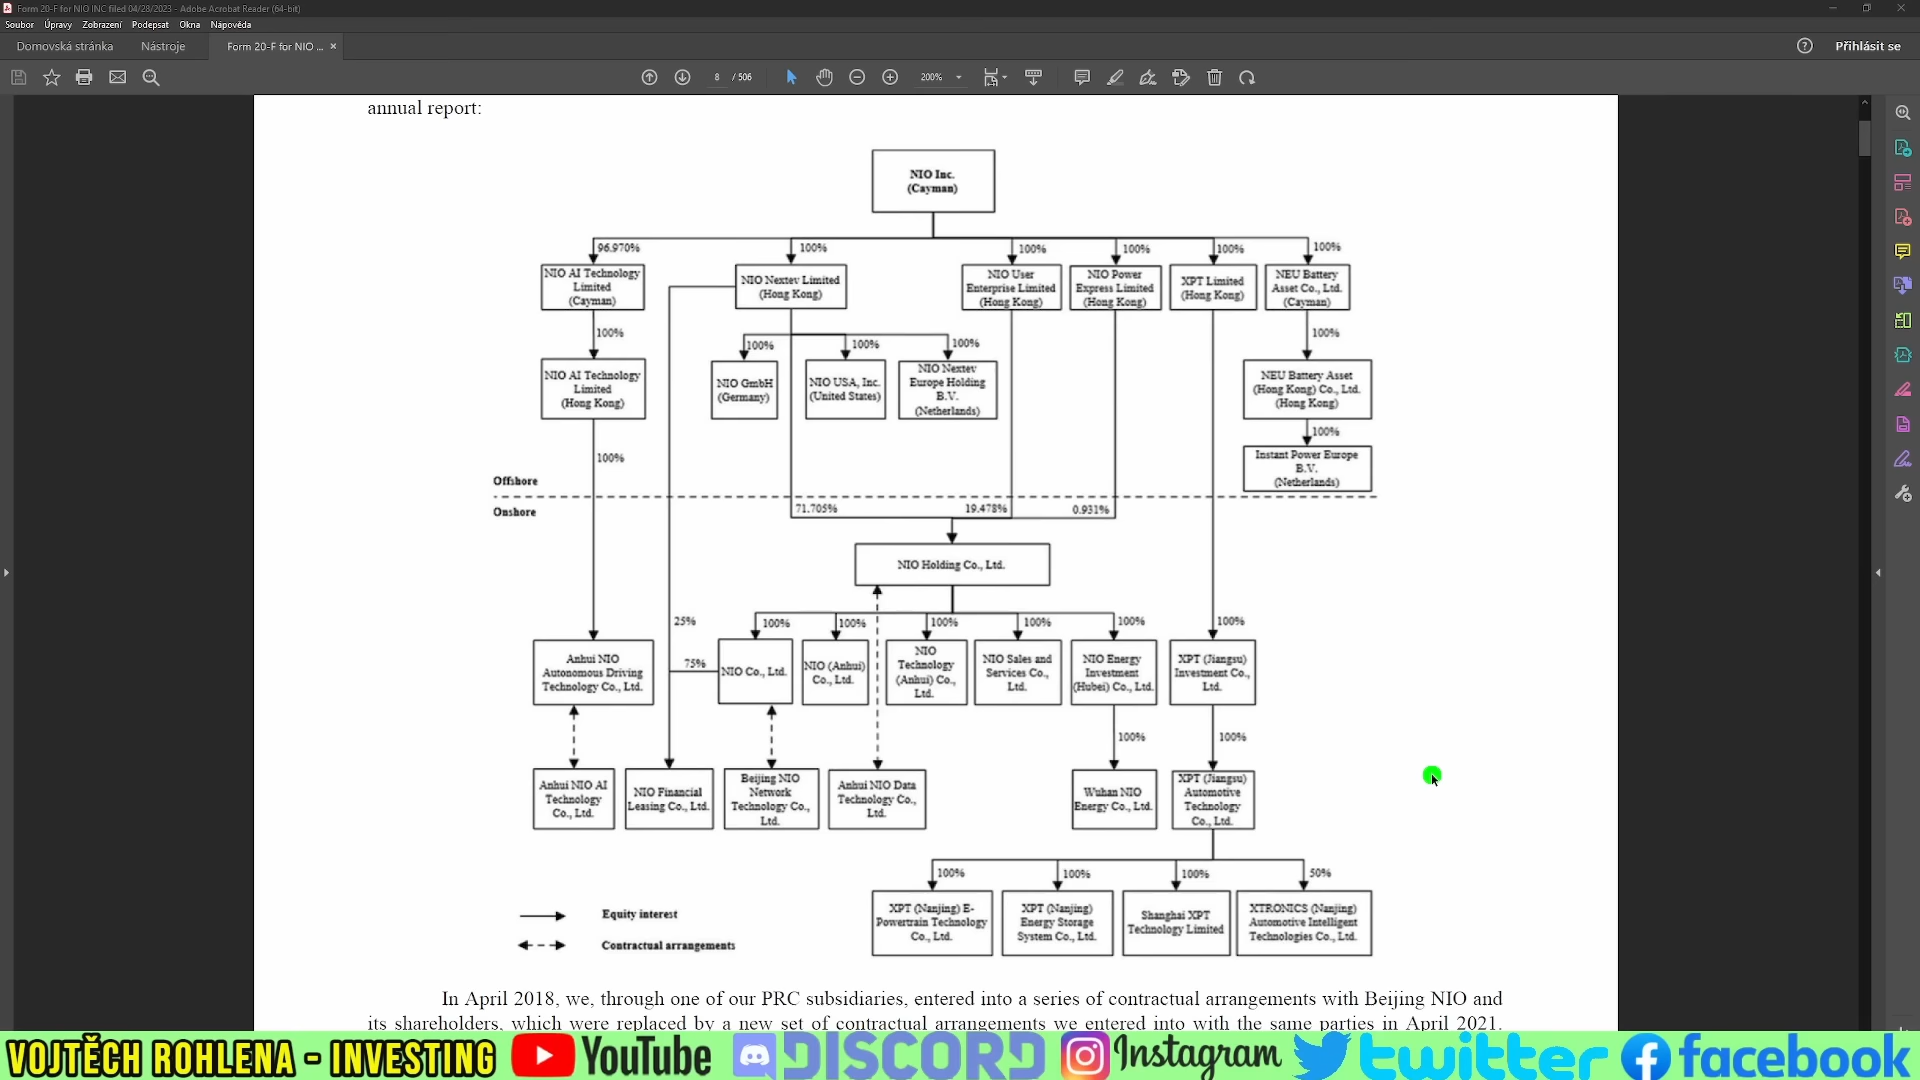 Form 20-F for NIO INC filed 04/28/2023 - Adobe Acrobat Reader (64-bit)
Soubor Úpravy Zobrazení Podepsat Okna Nápověda
Domovská stránka Nástroje Form 20-F for NIO ... × Přihlásit se
8 / 506 200%
annual report:
NIO Inc.
(Cayman)
96.970% 100% 100% 100% 100% 100%
NIO AI Technology
Limited
(Cayman)
NIO Nextev Limited
(Hong Kong)
NIO User
Enterprise Limited
(Hong Kong)
NIO Power
Express Limited
(Hong Kong)
XPT Limited
(Hong Kong)
NEU Battery
Asset Co., Ltd.
(Cayman)
100% 100% 100% 100% 100%
NIO AI Technology
Limited
(Hong Kong)
NIO GmbH
(Germany)
NIO USA, Inc.
(United States)
NIO Nextev
Europe Holding
B.V.
(Netherlands)
NEU Battery Asset
(Hong Kong) Co., Ltd.
(Hong Kong)
100% 100%
Instant Power Europe
B.V.
(Netherlands)
Offshore
Onshore
71.705% 19.478% 0.931%
NIO Holding Co., Ltd.
25% 100% 100% 100% 100% 100% 100%
75%
Anhui NIO
Autonomous Driving
Technology Co., Ltd.
NIO Co., Ltd.
NIO (Anhui)
Co., Ltd.
NIO
Technology
(Anhui) Co.,
Ltd.
NIO Sales and
Services Co.,
Ltd.
NIO Energy
Investment
(Hubei) Co., Ltd.
XPT (Jiangsu)
Investment Co.,
Ltd.
100% 100%
Anhui NIO AI
Technology
Co., Ltd.
NIO Financial
Leasing Co., Ltd.
Beijing NIO
Network
Technology Co.,
Ltd.
Anhui NIO Data
Technology Co.,
Ltd.
Wuhan NIO
Energy Co., Ltd.
XPT (Jiangsu)
Automotive
Technology
Co., Ltd.
100% 100% 100% 50%
XPT (Nanjing) E-
Powertrain Technology
Co., Ltd.
XPT (Nanjing)
Energy Storage
System Co., Ltd.
Shanghai XPT
Technology Limited
XTRONICS (Nanjing)
Automotive Intelligent
Technologies Co., Ltd.
Equity interest
Contractual arrangements
In April 2018, we, through one of our PRC subsidiaries, entered into a series of contractual arrangements with Beijing NIO and
its shareholders, which were replaced by a new set of contractual arrangements we entered into with the same parties in April 2021.
VOJTĚCH ROHLENA - INVESTING YouTube DISCORD Instagram twitter facebook